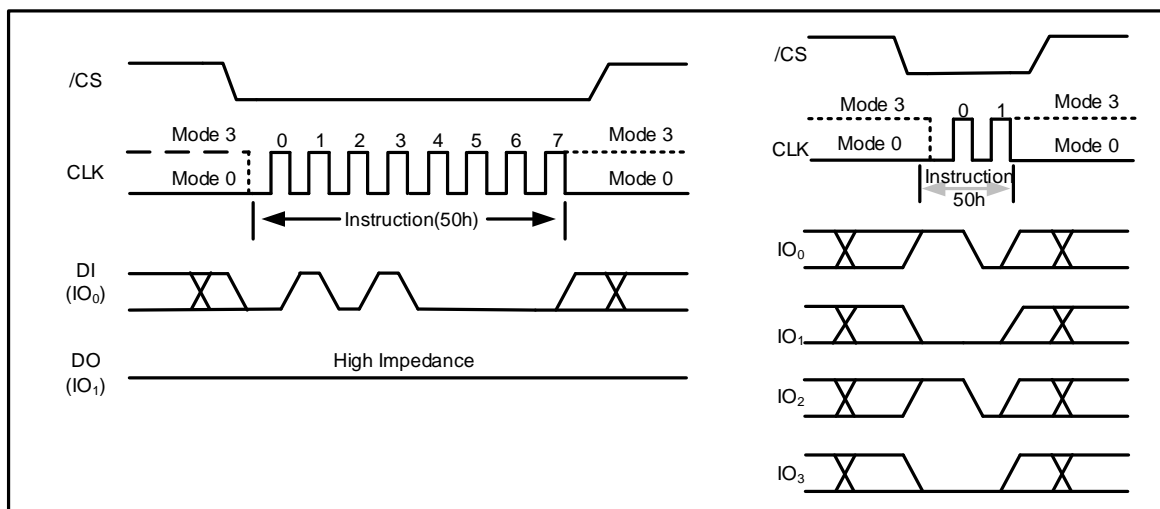 /CS
Mode 3
0 1 2 3 4 5 6 7
Mode 3
CLK
Mode 0
Mode 0
Instruction(50h)
DI
(IO0)
DO
(IO1)
High Impedance
/CS
Mode 3
0 1
Mode 3
CLK
Mode 0
Mode 0
Instruction
50h
IO0
IO1
IO2
IO3